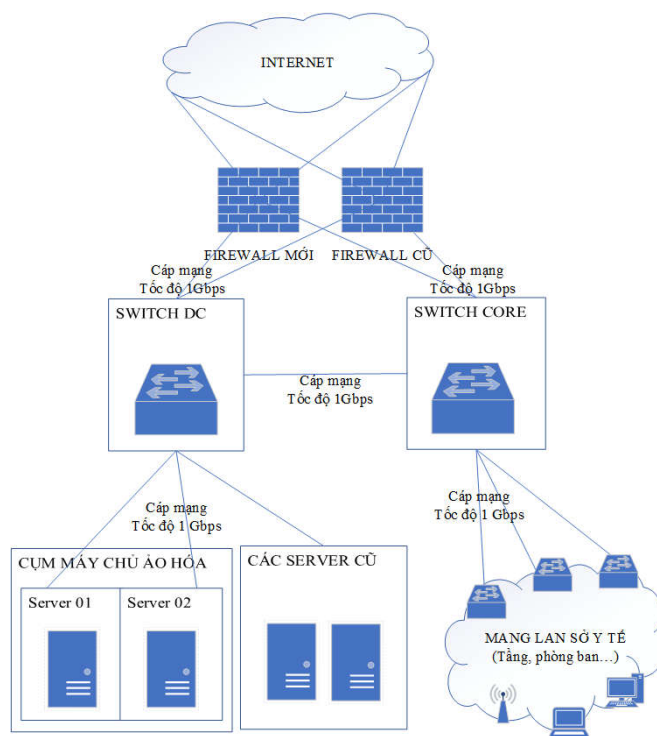 INTERNET
FIREWALL MỚI
FIREWALL CŨ
Cáp mạng
Tốc độ 1Gbps
Cáp mạng
Tốc độ 1Gbps
SWITCH DC
SWITCH CORE
Cáp mạng
Tốc độ 1Gbps
Cáp mạng
Tốc độ 1 Gbps
Cáp mạng
Tốc độ 1 Gbps
CỤM MÁY CHỦ ẢO HÓA
CÁC SERVER CŨ
Server 01
Server 02
MẠNG LAN SỞ Y TẾ
(Tầng, phòng ban...)